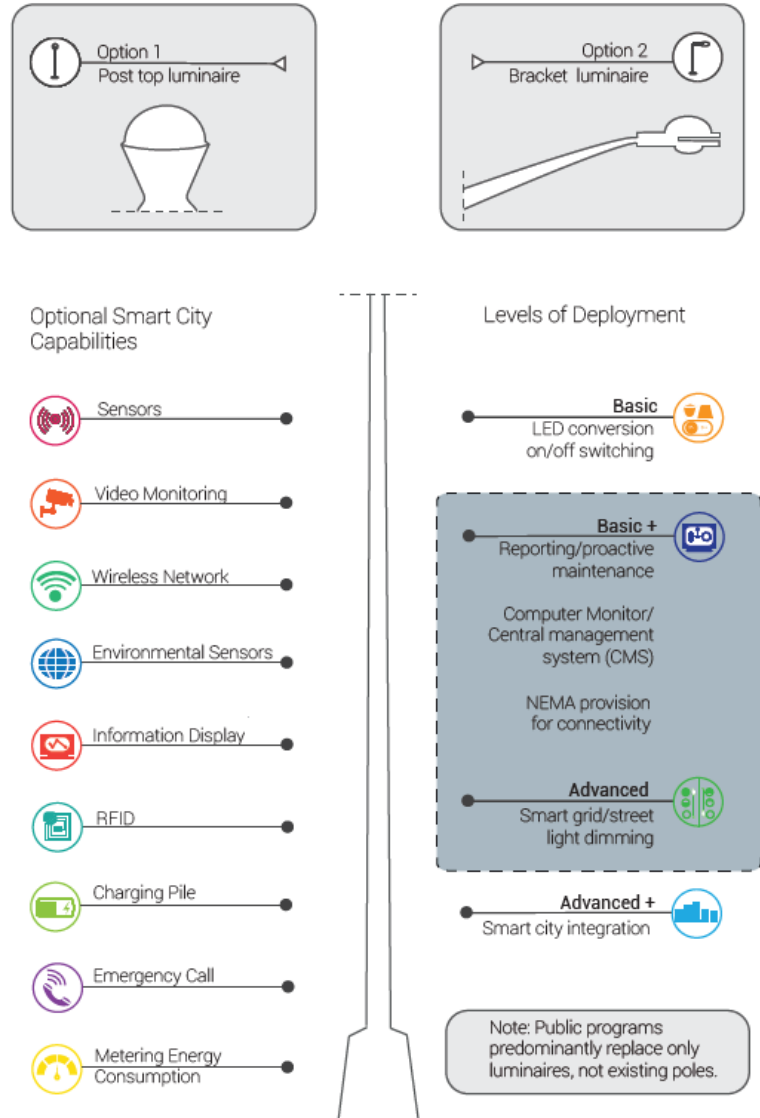 Option 1
Post top luminaire
Option 2
Bracket luminaire
Optional Smart City
Capabilities
Sensors
Video Monitoring
Wireless Network
Environmental Sensors
Information Display
RFID
Charging Pile
Emergency Call
Metering Energy
Consumption
Levels of Deployment
Basic
LED conversion
on/off switching
Basic +
Reporting/proactive
maintenance
Computer Monitor/
Central management
system (CMS)
NEMA provision
for connectivity
Advanced
Smart grid/street
light dimming
Advanced +
Smart city integration
Note: Public programs
predominantly replace only
luminaires, not existing poles.